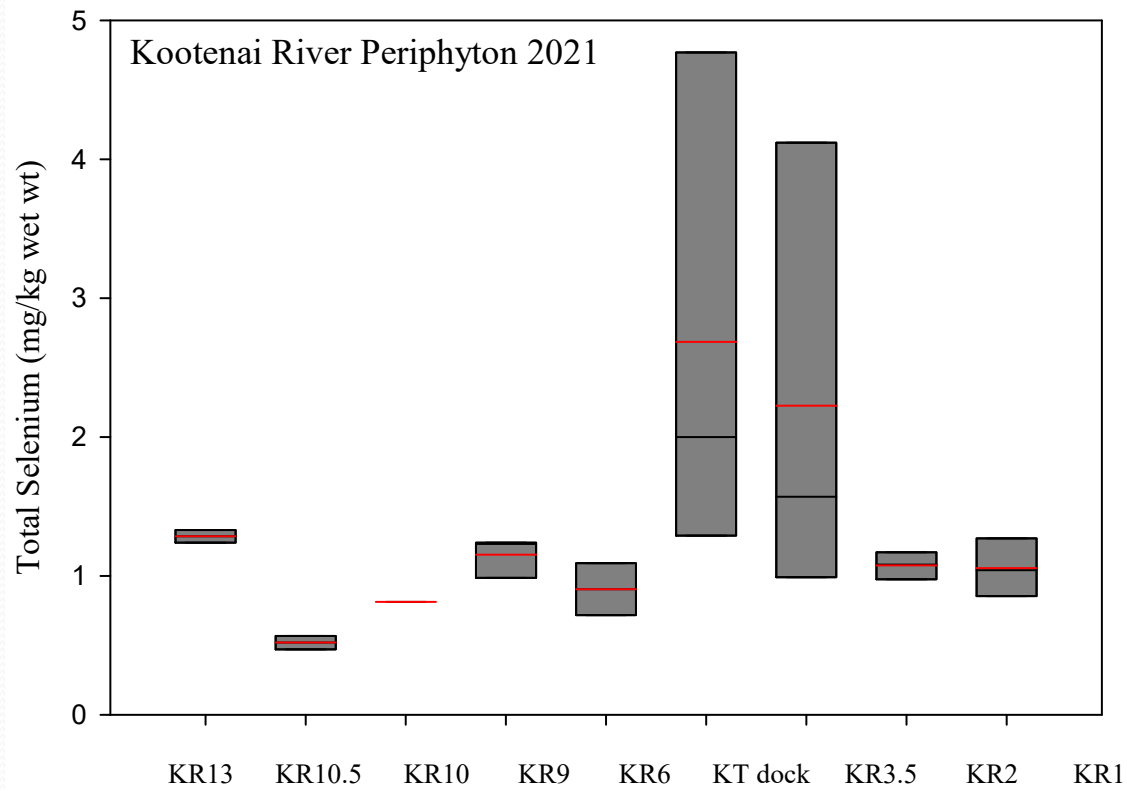 Kootenai River Periphyton 2021
Total Selenium (mg/kg wet wt)
5
4
3
2
1
0
KR13 KR10.5 KR10 KR9 KR6 KT dock KR3.5 KR2 KR1